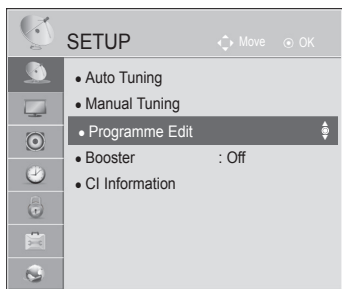 SETUP Move OK
• Auto Tuning
• Manual Tuning
• Programme Edit
• Booster : Off
• CI Information